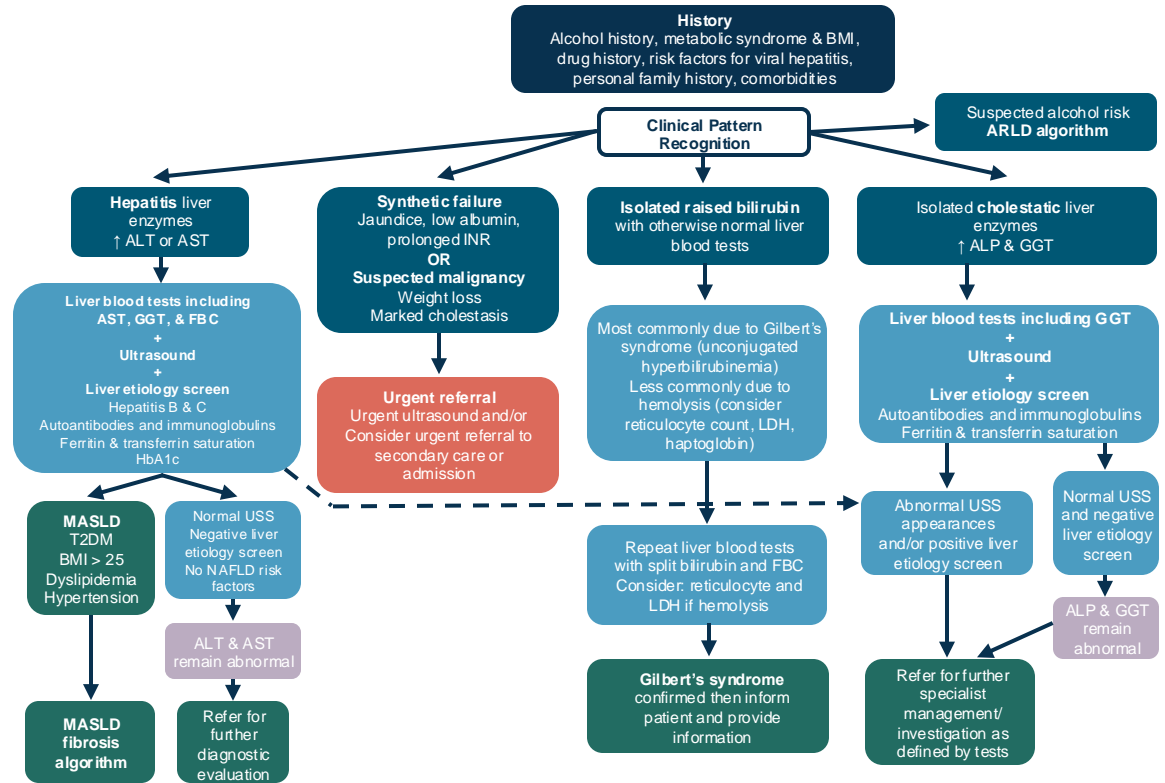 History
Alcohol history, metabolic syndrome & BMI,
drug history, risk factors for viral hepatitis,
personal family history, comorbidities
Clinical Pattern
Recognition
Suspected alcohol risk
ARLD algorithm
Hepatitis liver
enzymes
↑ ALT or AST
Synthetic failure
Jaundice, low albumin,
prolonged INR
OR
Suspected malignancy
Weight loss
Marked cholestasis
Isolated raised bilirubin
with otherwise normal liver
blood tests
Isolated cholestatic liver
enzymes
↑ ALP & GGT
Liver blood tests including
AST, GGT, & FBC
+
Ultrasound
+
Liver etiology screen
Hepatitis B & C
Autoantibodies and immunoglobulins
Ferritin & transferrin saturation
HbA1c
Urgent referral
Urgent ultrasound and/or
Consider urgent referral to
secondary care or
admission
Most commonly due to Gilbert's
syndrome (unconjugated
hyperbilirubinemia)
Less commonly due to
hemolysis (consider
reticulocyte count, LDH,
haptoglobin)
Liver blood tests including GGT
+
Ultrasound
+
Liver etiology screen
Autoantibodies and immunoglobulins
Ferritin & transferrin saturation
MASLD
T2DM
BMI > 25
Dyslipidemia
Hypertension
Normal USS
Negative liver
etiology screen
No NAFLD risk
factors
Repeat liver blood tests
with split bilirubin and FBC
Consider: reticulocyte and
LDH if hemolysis
Abnormal USS
appearances
and/or positive liver
etiology screen
Normal USS
and negative
liver etiology
screen
ALT & AST
remain abnormal
ALP & GGT
remain
abnormal
MASLD
fibrosis
algorithm
Refer for
further
diagnostic
evaluation
Gilbert's syndrome
confirmed then inform
patient and provide
information
Refer for further
specialist
management/
investigation as
defined by tests